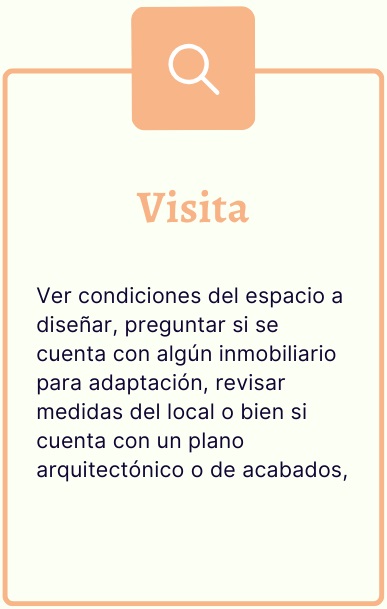 Visita
Ver condiciones del espacio a
diseñar, preguntar si se
cuenta con algún inmobiliario
para adaptación, revisar
medidas del local o bien si
cuenta con un plano
arquitectónico o de acabados,